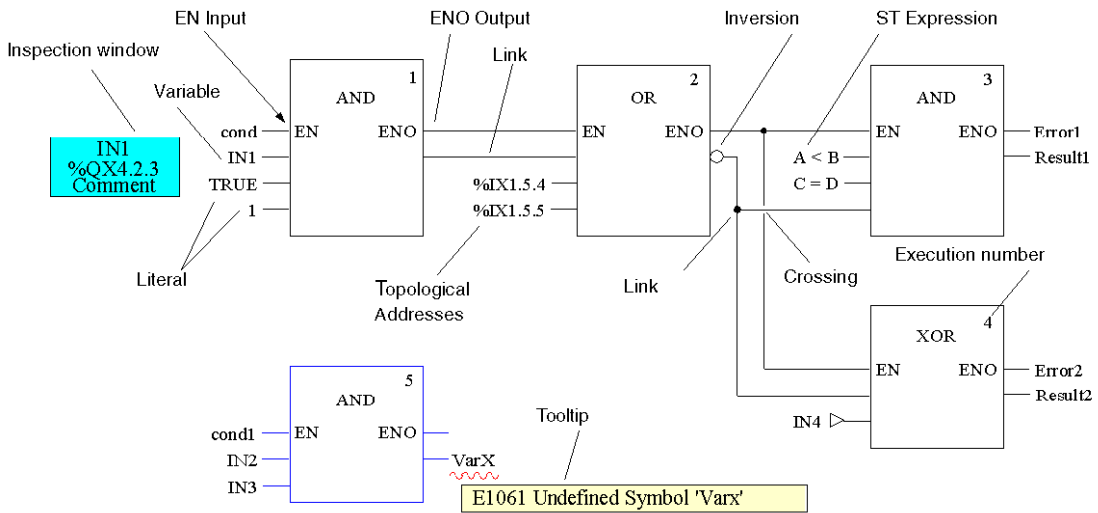 EN Input
ENO Output
Inversion
ST Expression
Inspection window
Link
Variable
1
AND
EN
ENO
cond
IN1
TRUE
1
IN1
%QX4.2.3
Comment
2
OR
EN
ENO
%IX1.5.4
%IX1.5.5
3
AND
EN
ENO
A < B
C = D
Error1
Result1
Literal
Topological
Addresses
Link
Crossing
Execution number
4
XOR
EN
ENO
IN4
Error2
Result2
5
AND
EN
ENO
cond1
IN2
IN3
VarX
Tooltip
E1061 Undefined Symbol 'Varx'